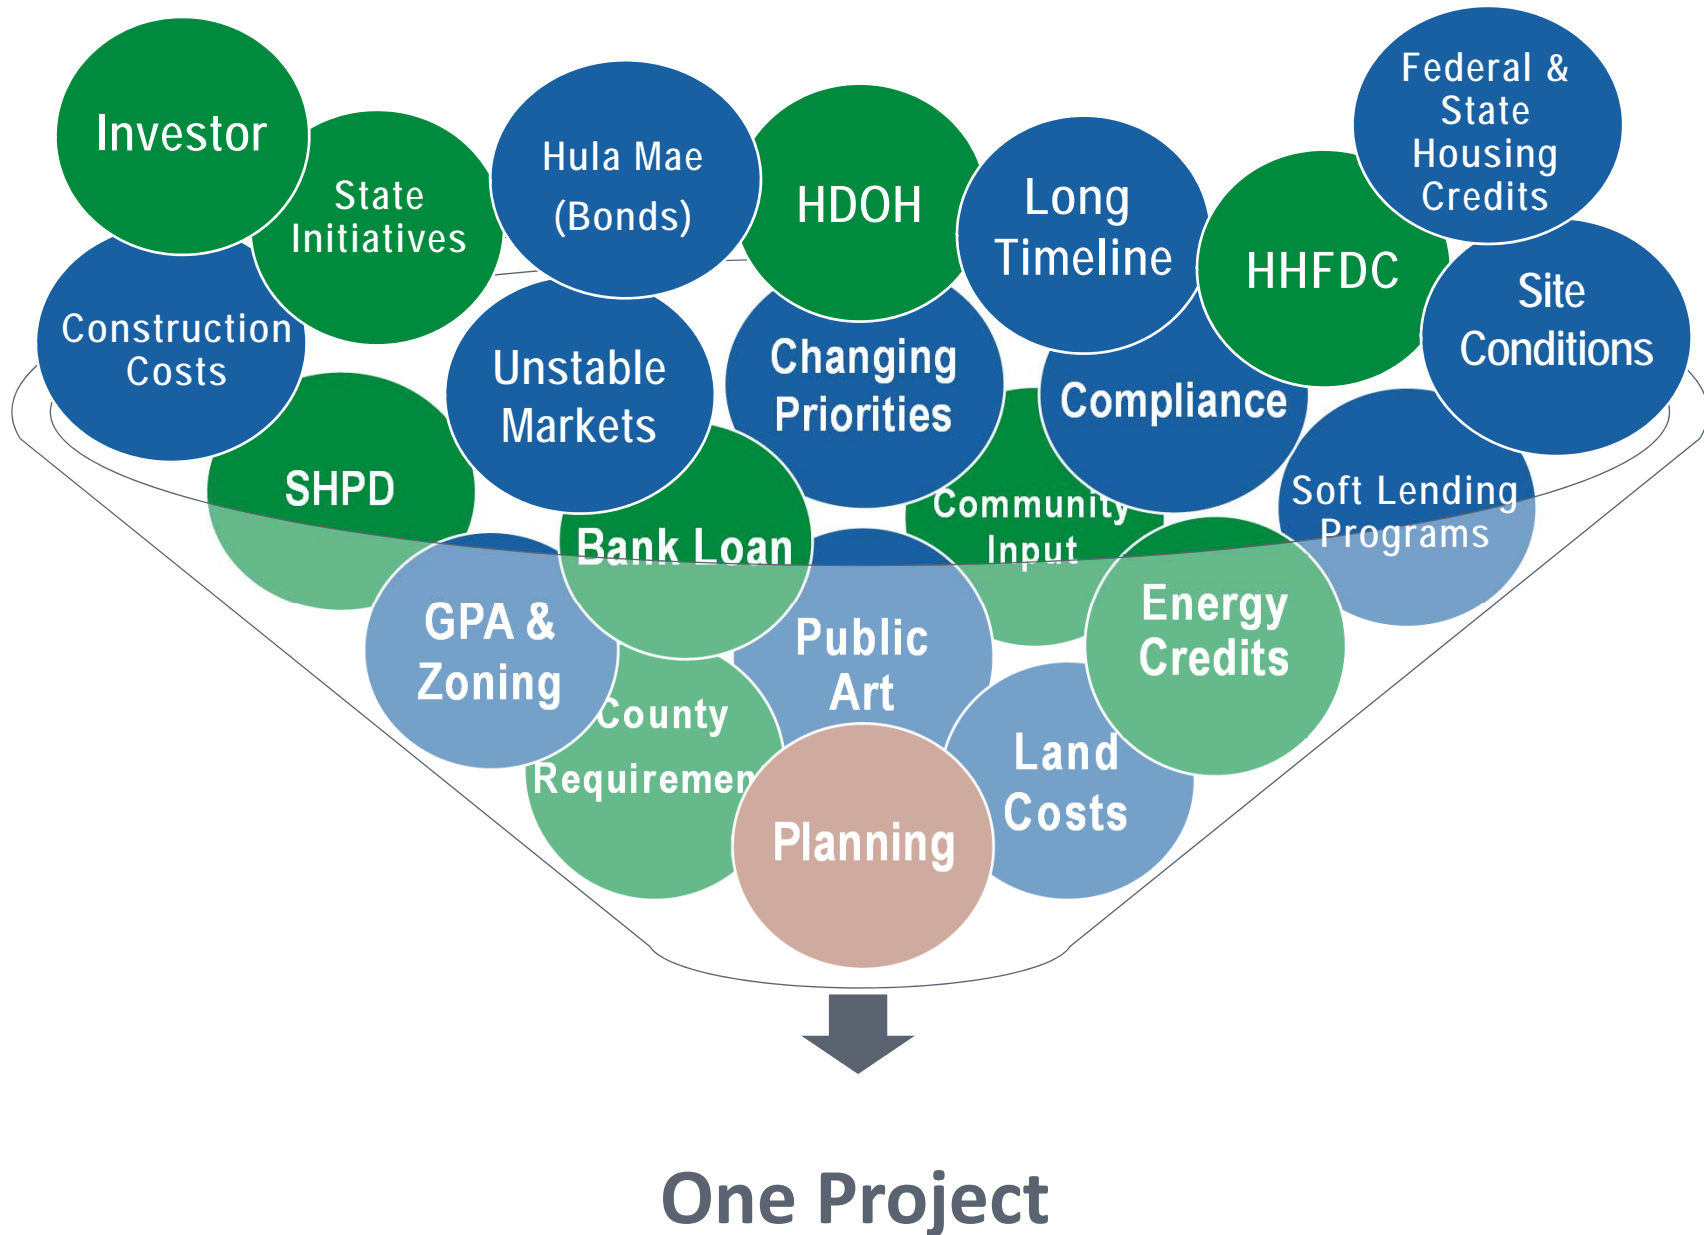 Investor
State
Initiatives
Hula Mae
(Bonds)
HDOH
Long
Timeline
HHFDC
Federal &
State
Housing
Credits
Construction
Costs
Unstable
Markets
Changing
Priorities
Compliance
Site
Conditions
SHPD
Bank Loan
Community
Input
Soft Lending
Programs
GPA &
Zoning
Public
Art
Energy
Credits
County
Requiremen
Planning
Land
Costs
One Project